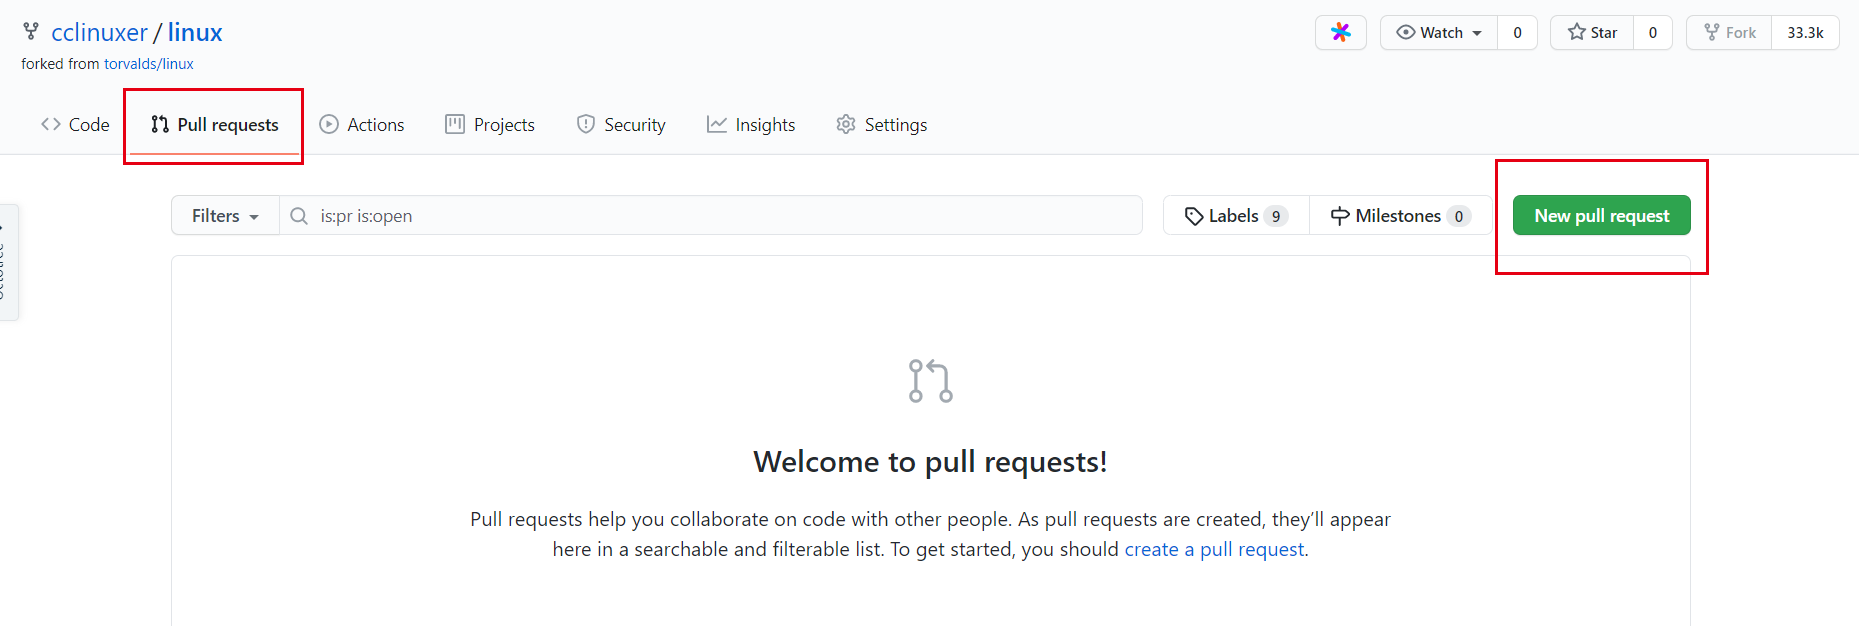 cclinuxer / linux
Watch 0 Star 0 Fork 33.3k
forked from torvalds/linux
Code Pull requests Actions Projects Security Insights Settings
Filters is:pr is:open Labels 9 Milestones 0 New pull request
Welcome to pull requests!
Pull requests help you collaborate on code with other people. As pull requests are created, they’ll appear
here in a searchable and filterable list. To get started, you should create a pull request.